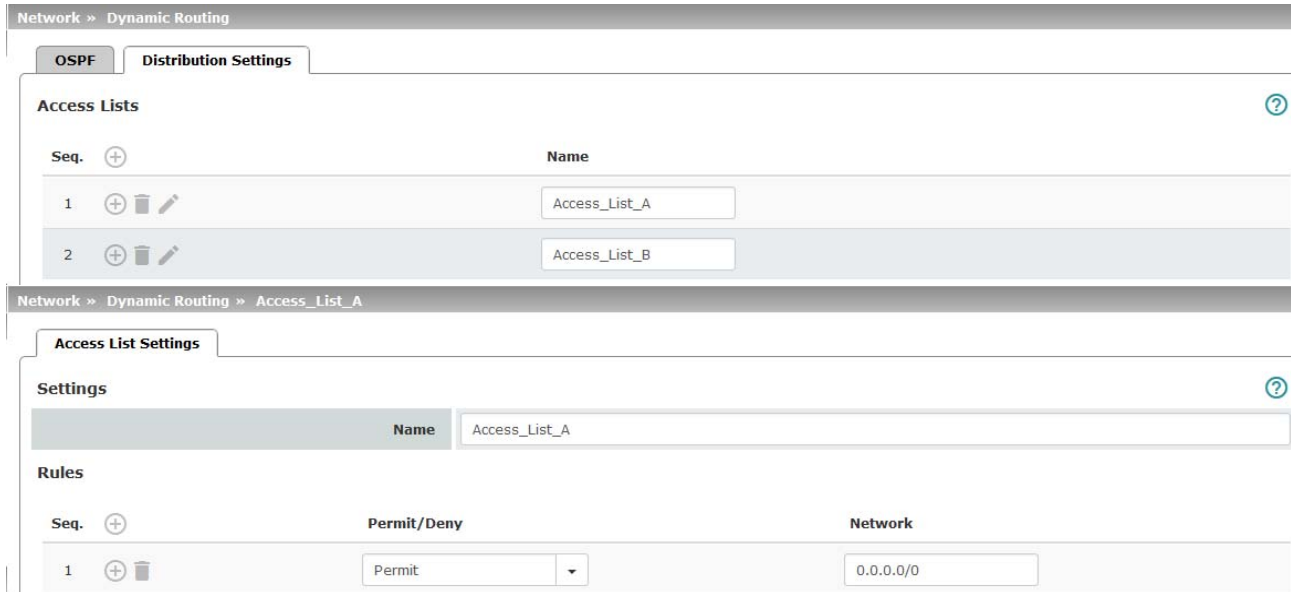 Network » Dynamic Routing
OSPF Distribution Settings
Access Lists ?
Seq. Name
1 Access_List_A
2 Access_List_B
Network » Dynamic Routing » Access_List_A
Access List Settings
Settings ?
Name Access_List_A
Rules
Seq. Permit/Deny Network
1 Permit 0.0.0.0/0